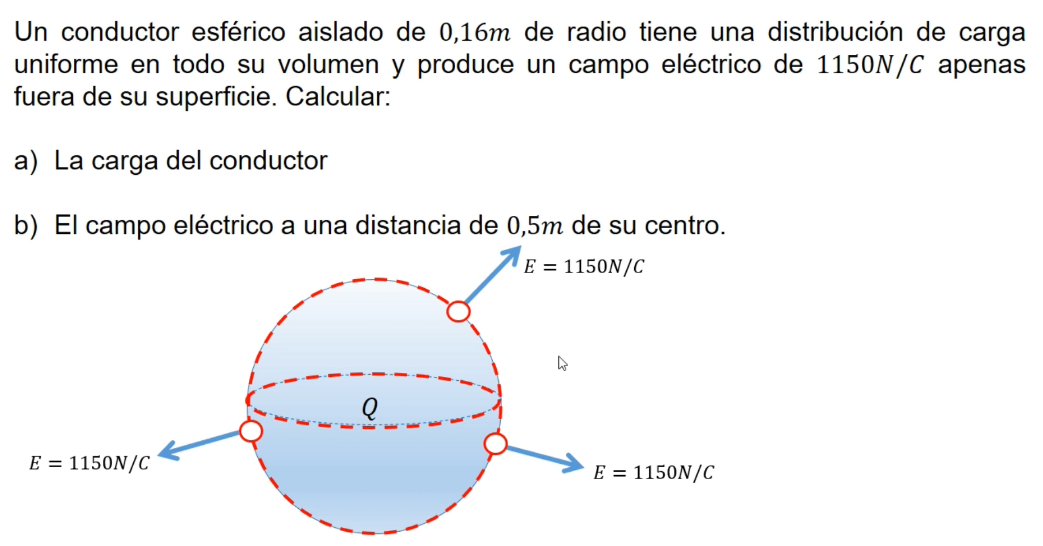 Un conductor esférico aislado de 0,16m de radio tiene una distribución de carga
uniforme en todo su volumen y produce un campo eléctrico de 1150N/C apenas
fuera de su superficie. Calcular:
a) La carga del conductor
b) El campo eléctrico a una distancia de 0,5m de su centro.
E = 1150N/C
Q
E = 1150N/C
E = 1150N/C